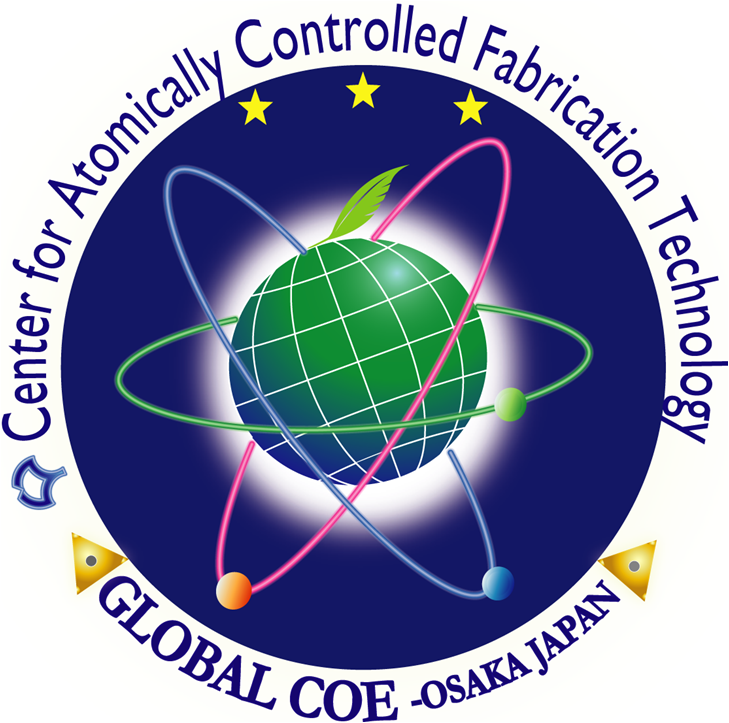 Center for Atomically Controlled Fabrication Technology
GLOBAL COE -OSAKA JAPAN